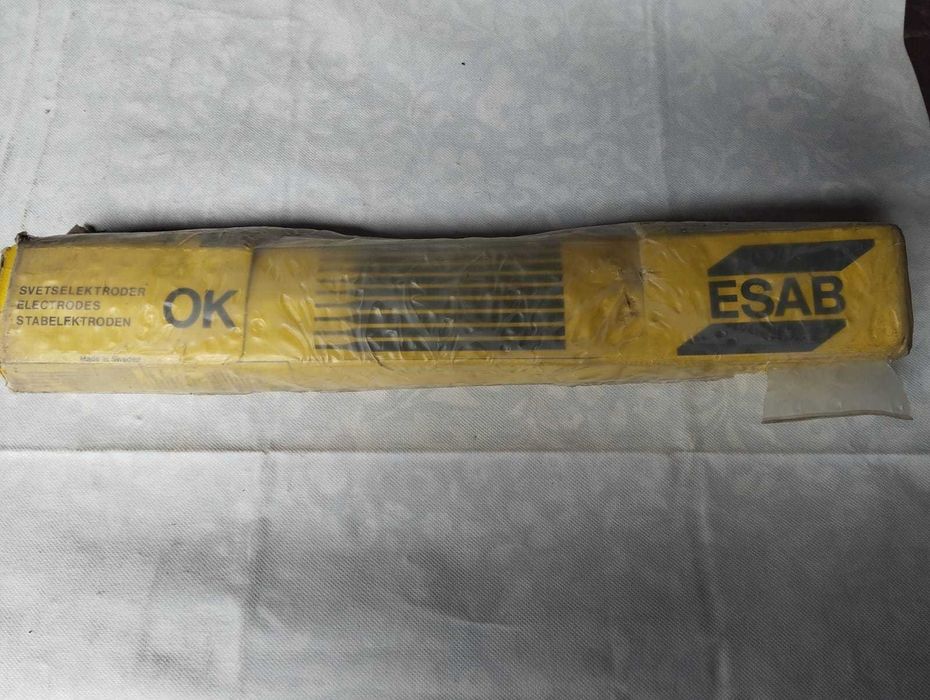 SVETSELEKTRODER
ELECTRODES
STABELEKTRODEN
OK
Made in Sweden
ESAB